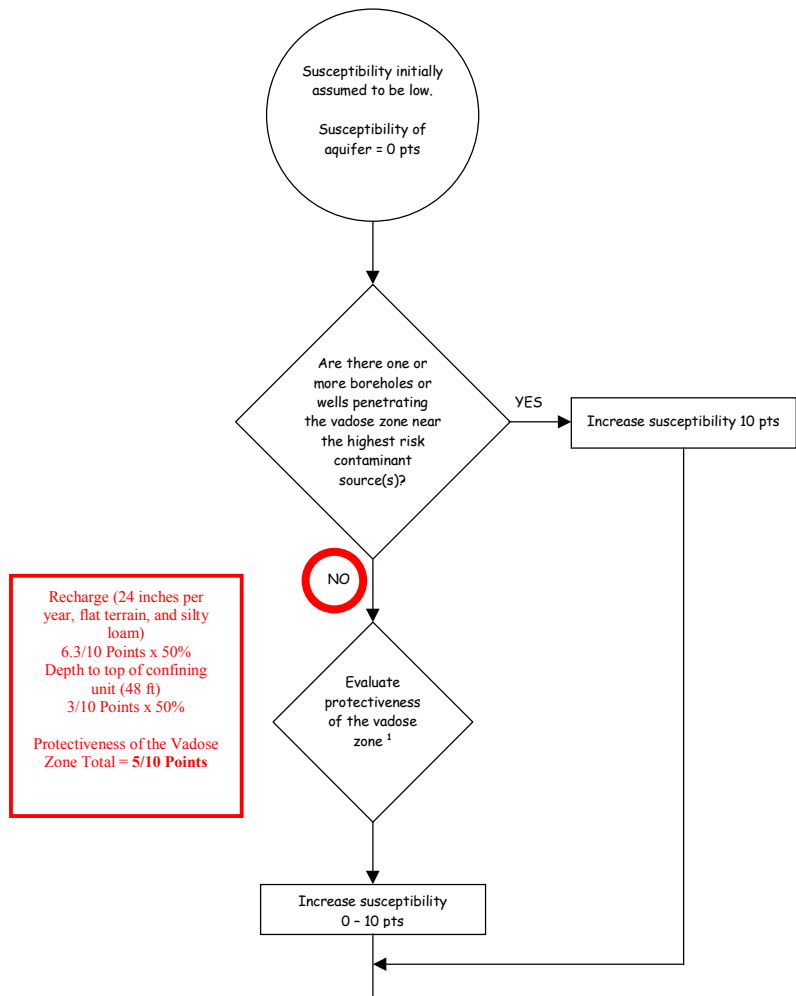 Susceptibility initially
assumed to be low.
Susceptibility of
aquifer = 0 pts
Are there one or
more boreholes or
wells penetrating
the vadose zone near
the highest risk
contaminant
source(s)?
YES
Increase susceptibility 10 pts
NO
Recharge (24 inches per
year, flat terrain, and silty
loam)
6.3/10 Points x 50%
Depth to top of confining
unit (48 ft)
3/10 Points x 50%
Protectiveness of the Vadose
Zone Total = 5/10 Points
Evaluate
protectiveness
of the vadose
zone ¹
Increase susceptibility
0 – 10 pts